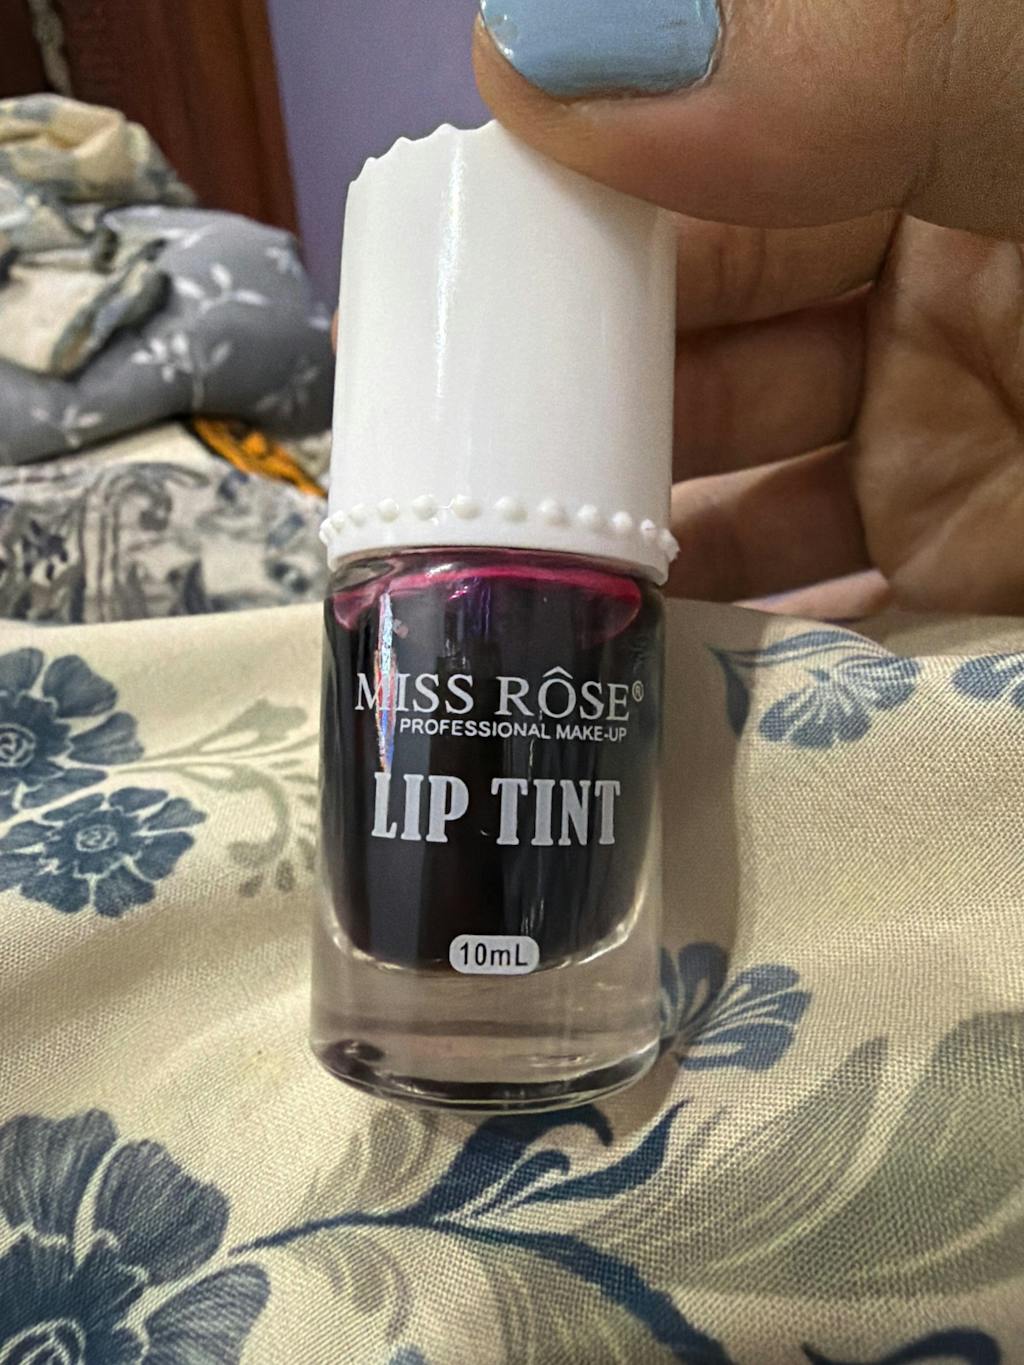 MISS RÔSE®
PROFESSIONAL MAKE-UP
LIP TINT
10mL